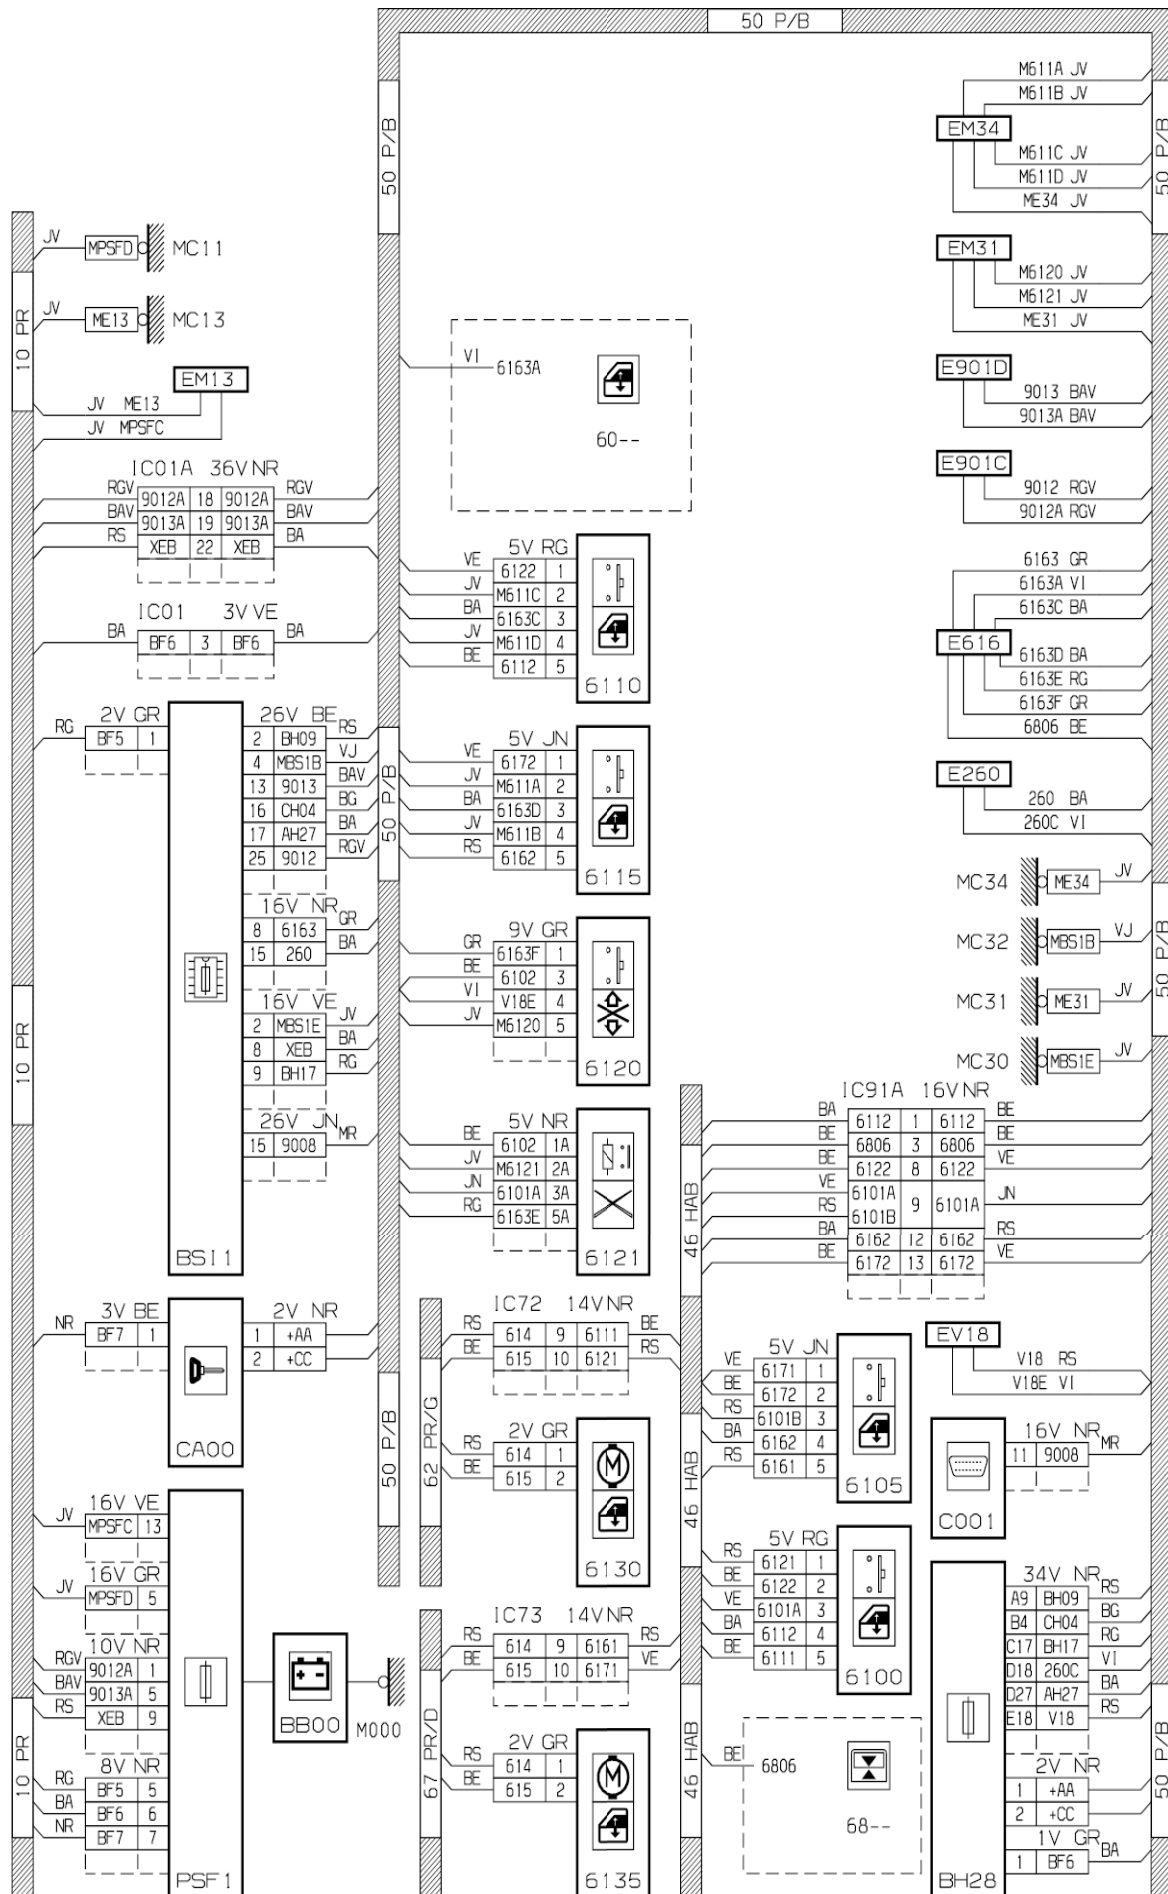 50 P/B
50 P/B
50 P/B
M611A JV
M611B JV
EM34
M611C JV
M611D JV
ME34 JV
EM31
M6120 JV
M6121 JV
ME31 JV
E901D
9013 BAV
9013A BAV
E901C
9012 RGV
9012A RGV
6163 GR
6163A VI
6163C BA
E616
6163D BA
6163E RG
6163F GR
6806 BE
E260
260 BA
260C VI
MC34 ME34 JV
MC32 MBS1B VJ
MC31 ME31 JV
MC30 MBS1E JV
50 P/B
10 PR
JV MPSFD MC11
JV ME13 MC13
EM13
JV ME13
JV MPSFC
IC01A 36V NR
RGV 9012A 18 9012A RGV
BAV 9013A 19 9013A BAV
RS XEB 22 XEB BA
IC01 3V VE
BA BF6 3 BF6 BA
2V GR
RG BF5 1
26V BE
2 BH09 RS
4 MBS1B VJ
13 9013 BAV
16 CH04 BG
17 AH27 BA
25 9012 RGV
16V NR
8 6163 GR
15 260 BA
16V VE
2 MBS1E JV
8 XEB BA
9 BH17 RG
26V JN
15 9008 MR
BSI1
10 PR
50 P/B
3V BE
NR BF7 1
2V NR
1 +AA
2 +CC
CA00
50 P/B
16V VE
JV MPSFC 13
16V GR
JV MPSFD 5
10V NR
RGV 9012A 1
BAV 9013A 5
RS XEB 9
8V NR
RG BF5 5
BA BF6 6
NR BF7 7
PSF1
10 PR
BB00
M000
VI 6163A
60--
5V RG
VE 6122 1
JV M611C 2
BA 6163C 3
JV M611D 4
BE 6112 5
6110
5V JN
VE 6172 1
JV M611A 2
BA 6163D 3
JV M611B 4
RS 6162 5
6115
9V GR
GR 6163F 1
BE 6102 3
VI V18E 4
JV M6120 5
6120
5V NR
BE 6102 1A
JV M6121 2A
JN 6101A 3A
RG 6163E 5A
6121
IC72 14V NR
RS 614 9 6111 BE
BE 615 10 6121 RS
62 PR/G
2V GR
RS 614 1
BE 615 2
M
6130
IC73 14V NR
RS 614 9 6161 RS
BE 615 10 6171 VE
67 PR/D
2V GR
RS 614 1
BE 615 2
M
6135
46 HAB
46 HAB
46 HAB
IC91A 16V NR
BA 6112 1 6112 BE
BE 6806 3 6806 BE
BE 6122 8 6122 VE
VE 6101A 9 6101A JN
RS 6101B
BA 6162 12 6162 RS
BE 6172 13 6172 VE
5V JN
VE 6171 1
BE 6172 2
RS 6101B 3
BA 6162 4
RS 6161 5
6105
5V RG
RS 6121 1
BE 6122 2
VE 6101A 3
BA 6112 4
BE 6111 5
6100
BE 6806
68--
EV18
V18 RS
V18E VI
16V NR
11 9008 MR
C001
34V NR
A9 BH09 RS
B4 CH04 BG
C17 BH17 RG
D18 260C VI
D27 AH27 BA
E18 V18 RS
2V NR
1 +AA
2 +CC
1V GR
1 BF6 BA
BH28
50 P/B